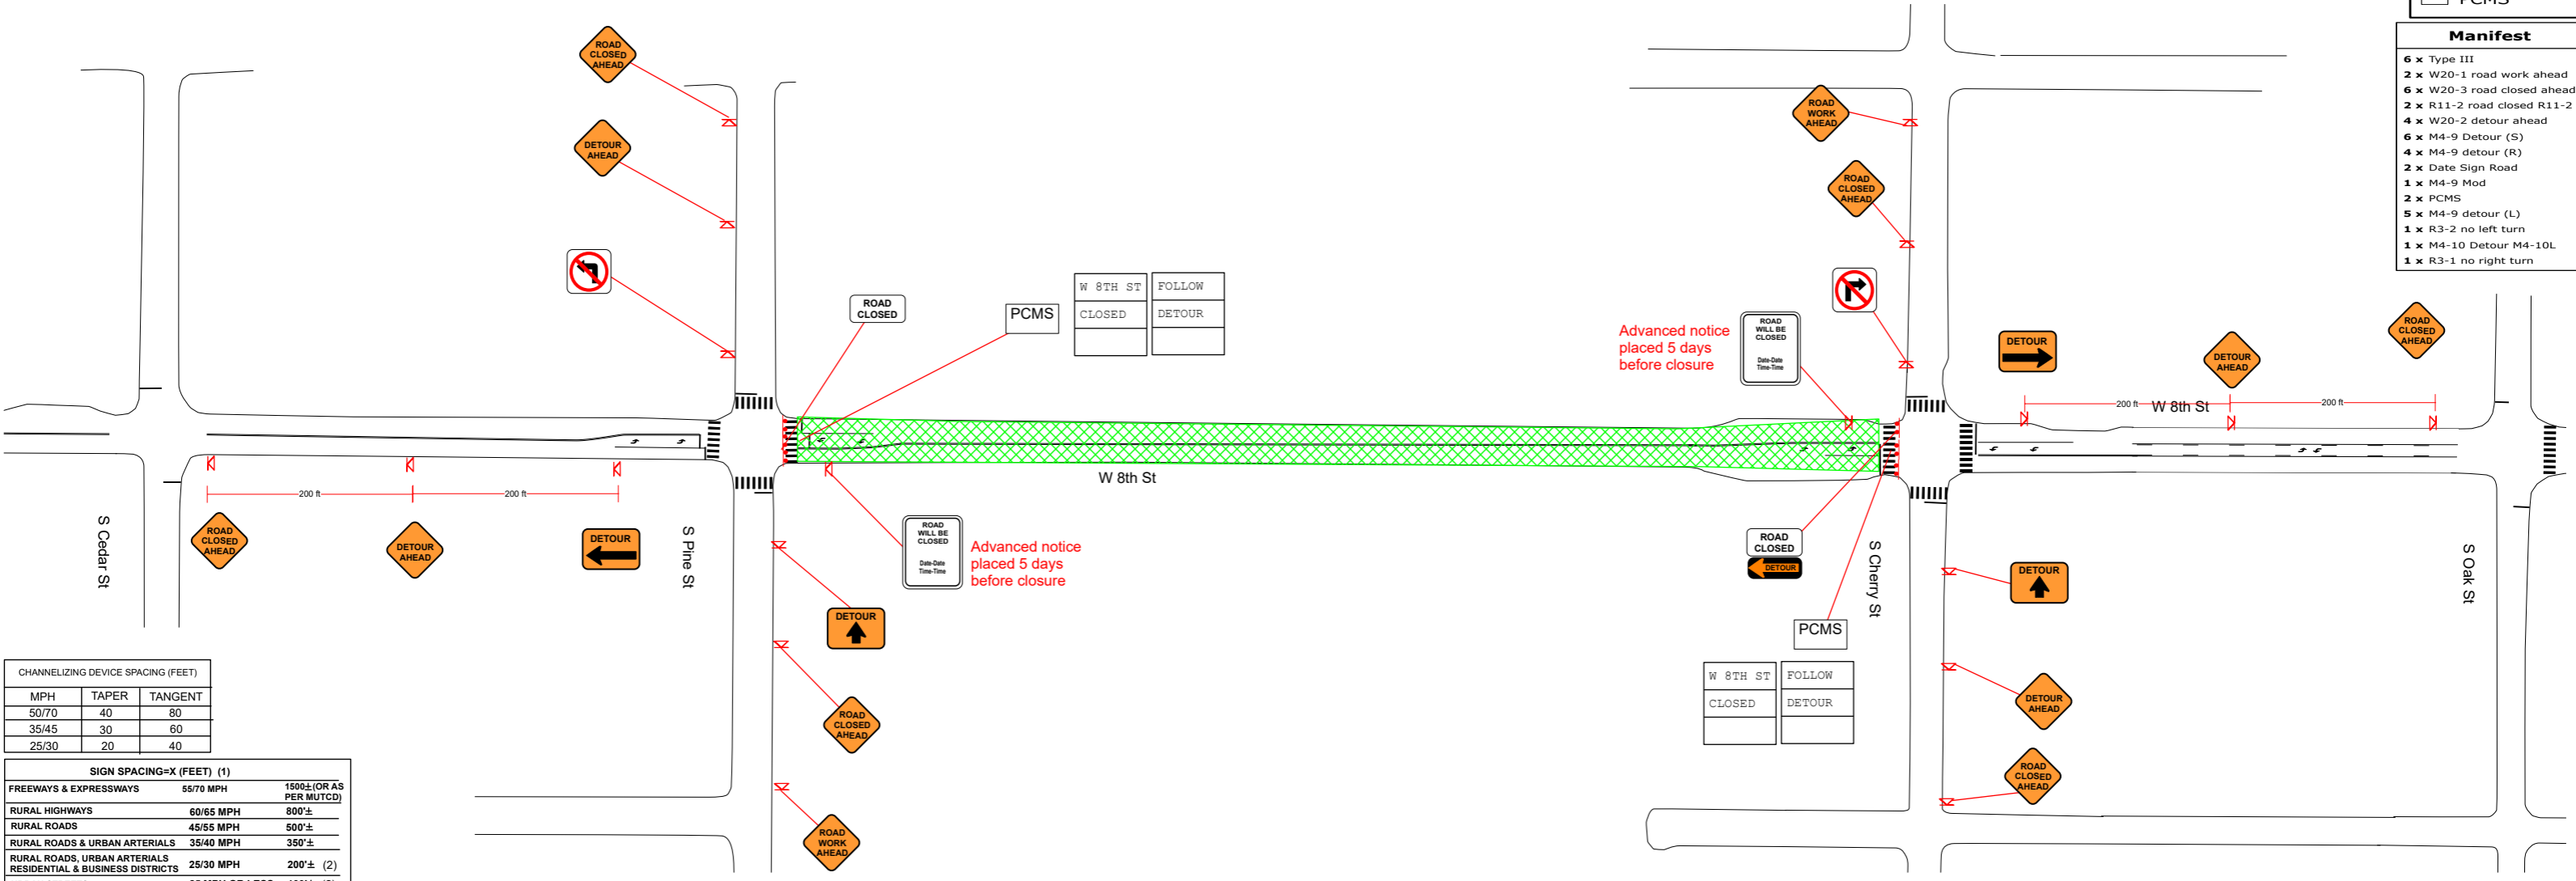 PCMS
Manifest
6 x Type III
2 x W20-1 road work ahead
6 x W20-3 road closed ahead
2 x R11-2 road closed R11-2
4 x W20-2 detour ahead
6 x M4-9 Detour (S)
4 x M4-9 detour (R)
2 x Date Sign Road
1 x M4-9 Mod
2 x PCMS
5 x M4-9 detour (L)
1 x R3-2 no left turn
1 x M4-10 Detour M4-10L
1 x R3-1 no right turn
ROAD
CLOSED
AHEAD
DETOUR
AHEAD
ROAD
CLOSED
PCMS
W 8TH ST
CLOSED
FOLLOW
DETOUR
ROAD
WORK
AHEAD
ROAD
CLOSED
AHEAD
Advanced notice
placed 5 days
before closure
ROAD
WILL BE
CLOSED
Date-Date
Time-Time
DETOUR
DETOUR
AHEAD
ROAD
CLOSED
AHEAD
200 ft
W 8th St
200 ft
W 8th St
200 ft
200 ft
S Cedar St
ROAD
CLOSED
AHEAD
DETOUR
AHEAD
DETOUR
S Pine St
ROAD
WILL BE
CLOSED
Date-Date
Time-Time
Advanced notice
placed 5 days
before closure
DETOUR
ROAD
CLOSED
AHEAD
ROAD
WORK
AHEAD
ROAD
CLOSED
DETOUR
S Cherry St
PCMS
W 8TH ST
CLOSED
FOLLOW
DETOUR
DETOUR
DETOUR
AHEAD
ROAD
CLOSED
AHEAD
S Oak St
CHANNELIZING DEVICE SPACING (FEET)
MPH TAPER TANGENT
50/70 40 80
35/45 30 60
25/30 20 40
SIGN SPACING=X (FEET) (1)
FREEWAYS & EXPRESSWAYS 55/70 MPH 1500± (OR AS
PER MUTCD)
RURAL HIGHWAYS 60/65 MPH 800'±
RURAL ROADS 45/55 MPH 500'±
RURAL ROADS & URBAN ARTERIALS 35/40 MPH 350'±
RURAL ROADS, URBAN ARTERIALS
RESIDENTIAL & BUSINESS DISTRICTS 25/30 MPH 200'± (2)